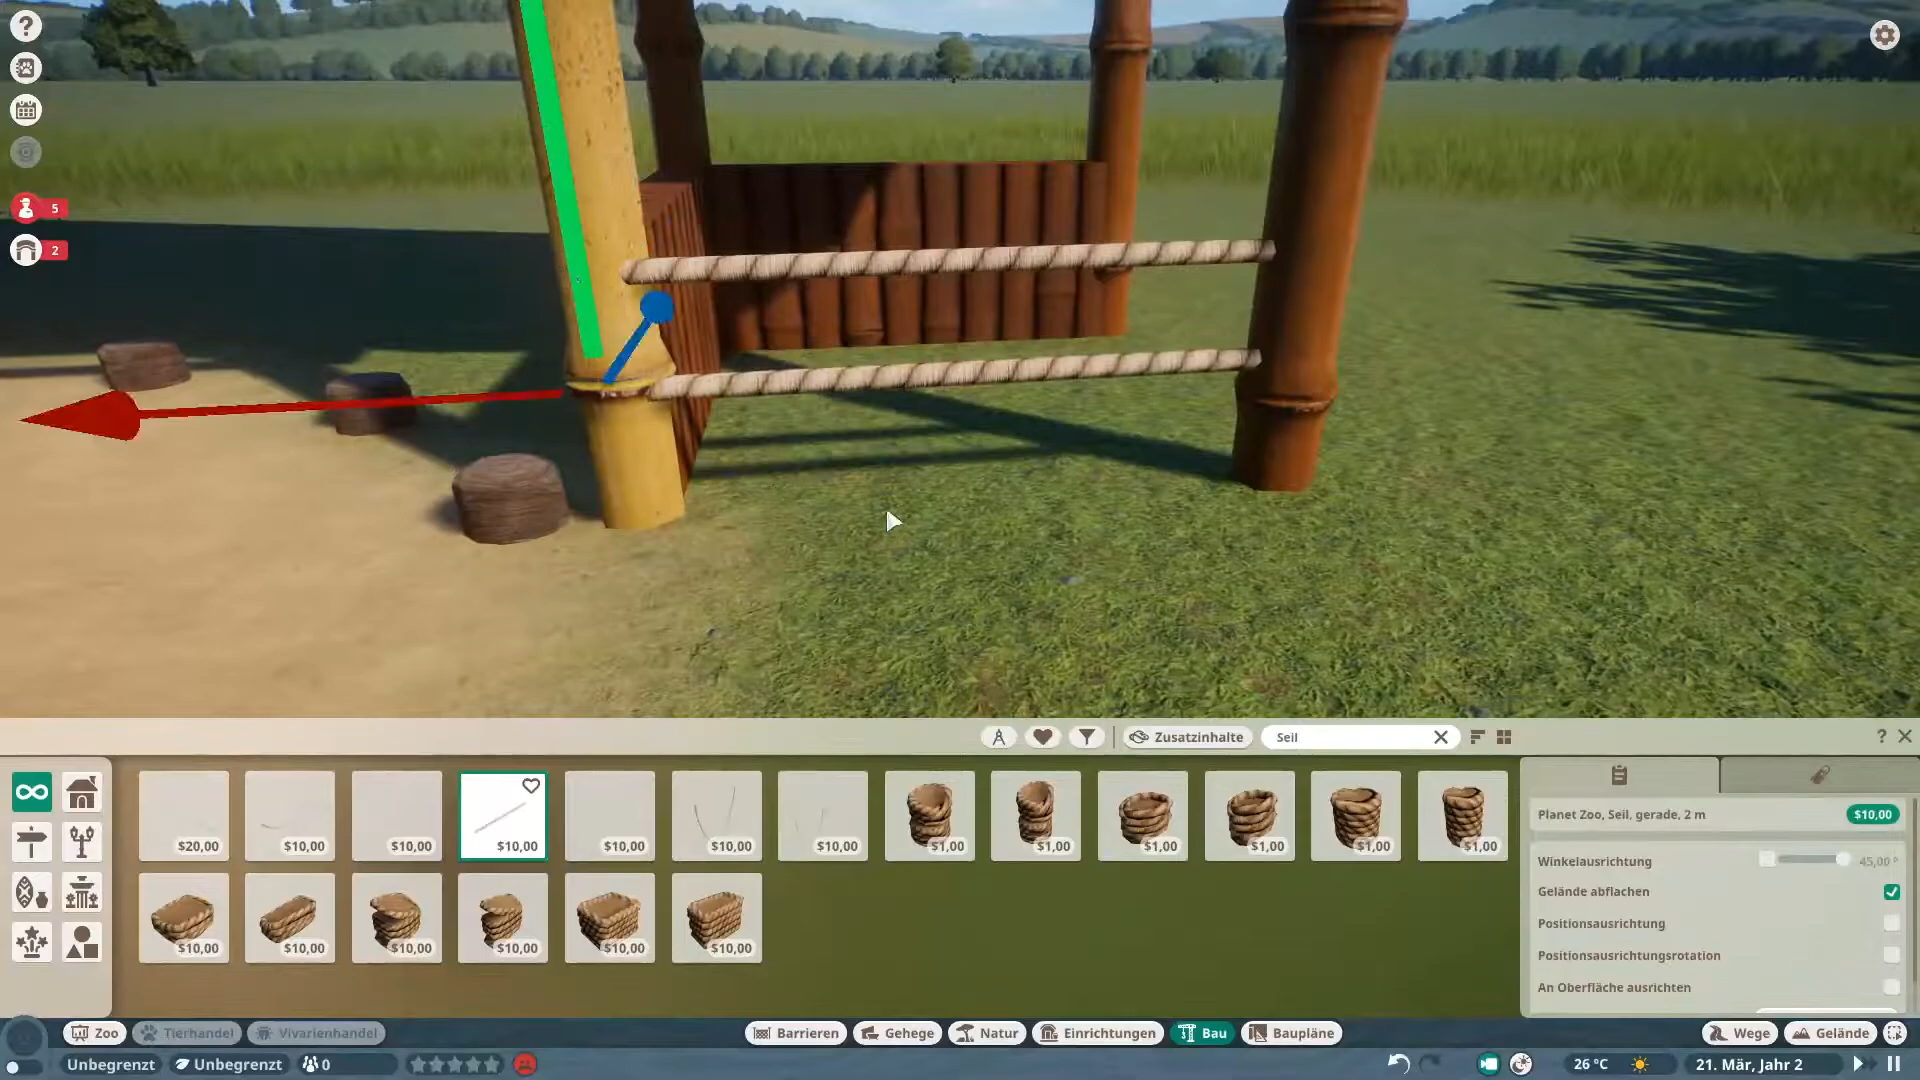 ?
5
2
Zusatzinhalte
Seil
?
$20,00
$10,00
$10,00
$10,00
$10,00
$10,00
$10,00
$1,00
$1,00
$1,00
$1,00
$1,00
$1,00
$10,00
$10,00
$10,00
$10,00
$10,00
$10,00
Planet Zoo, Seil, gerade, 2 m
$10,00
Winkelausrichtung
45,00 °
Gelände abflachen
Positionsausrichtung
Positionsausrichtungsrotation
An Oberfläche ausrichten
Zoo
Tierhandel
Vivarienhandel
Barrieren
Gehege
Natur
Einrichtungen
Bau
Baupläne
Wege
Gelände
Unbegrenzt
Unbegrenzt
0
26 °C
21. Mär, Jahr 2